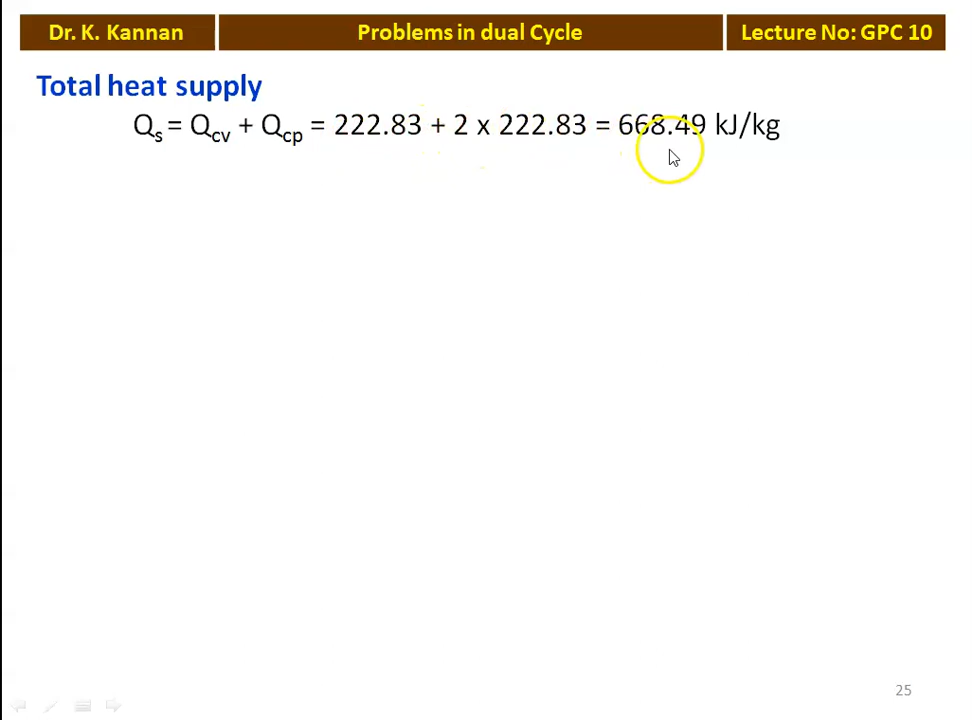 Dr. K. Kannan Problems in dual Cycle Lecture No: GPC 10
Total heat supply
Qs = Qcv + Qcp = 222.83 + 2 x 222.83 = 668.49 kJ/kg
25